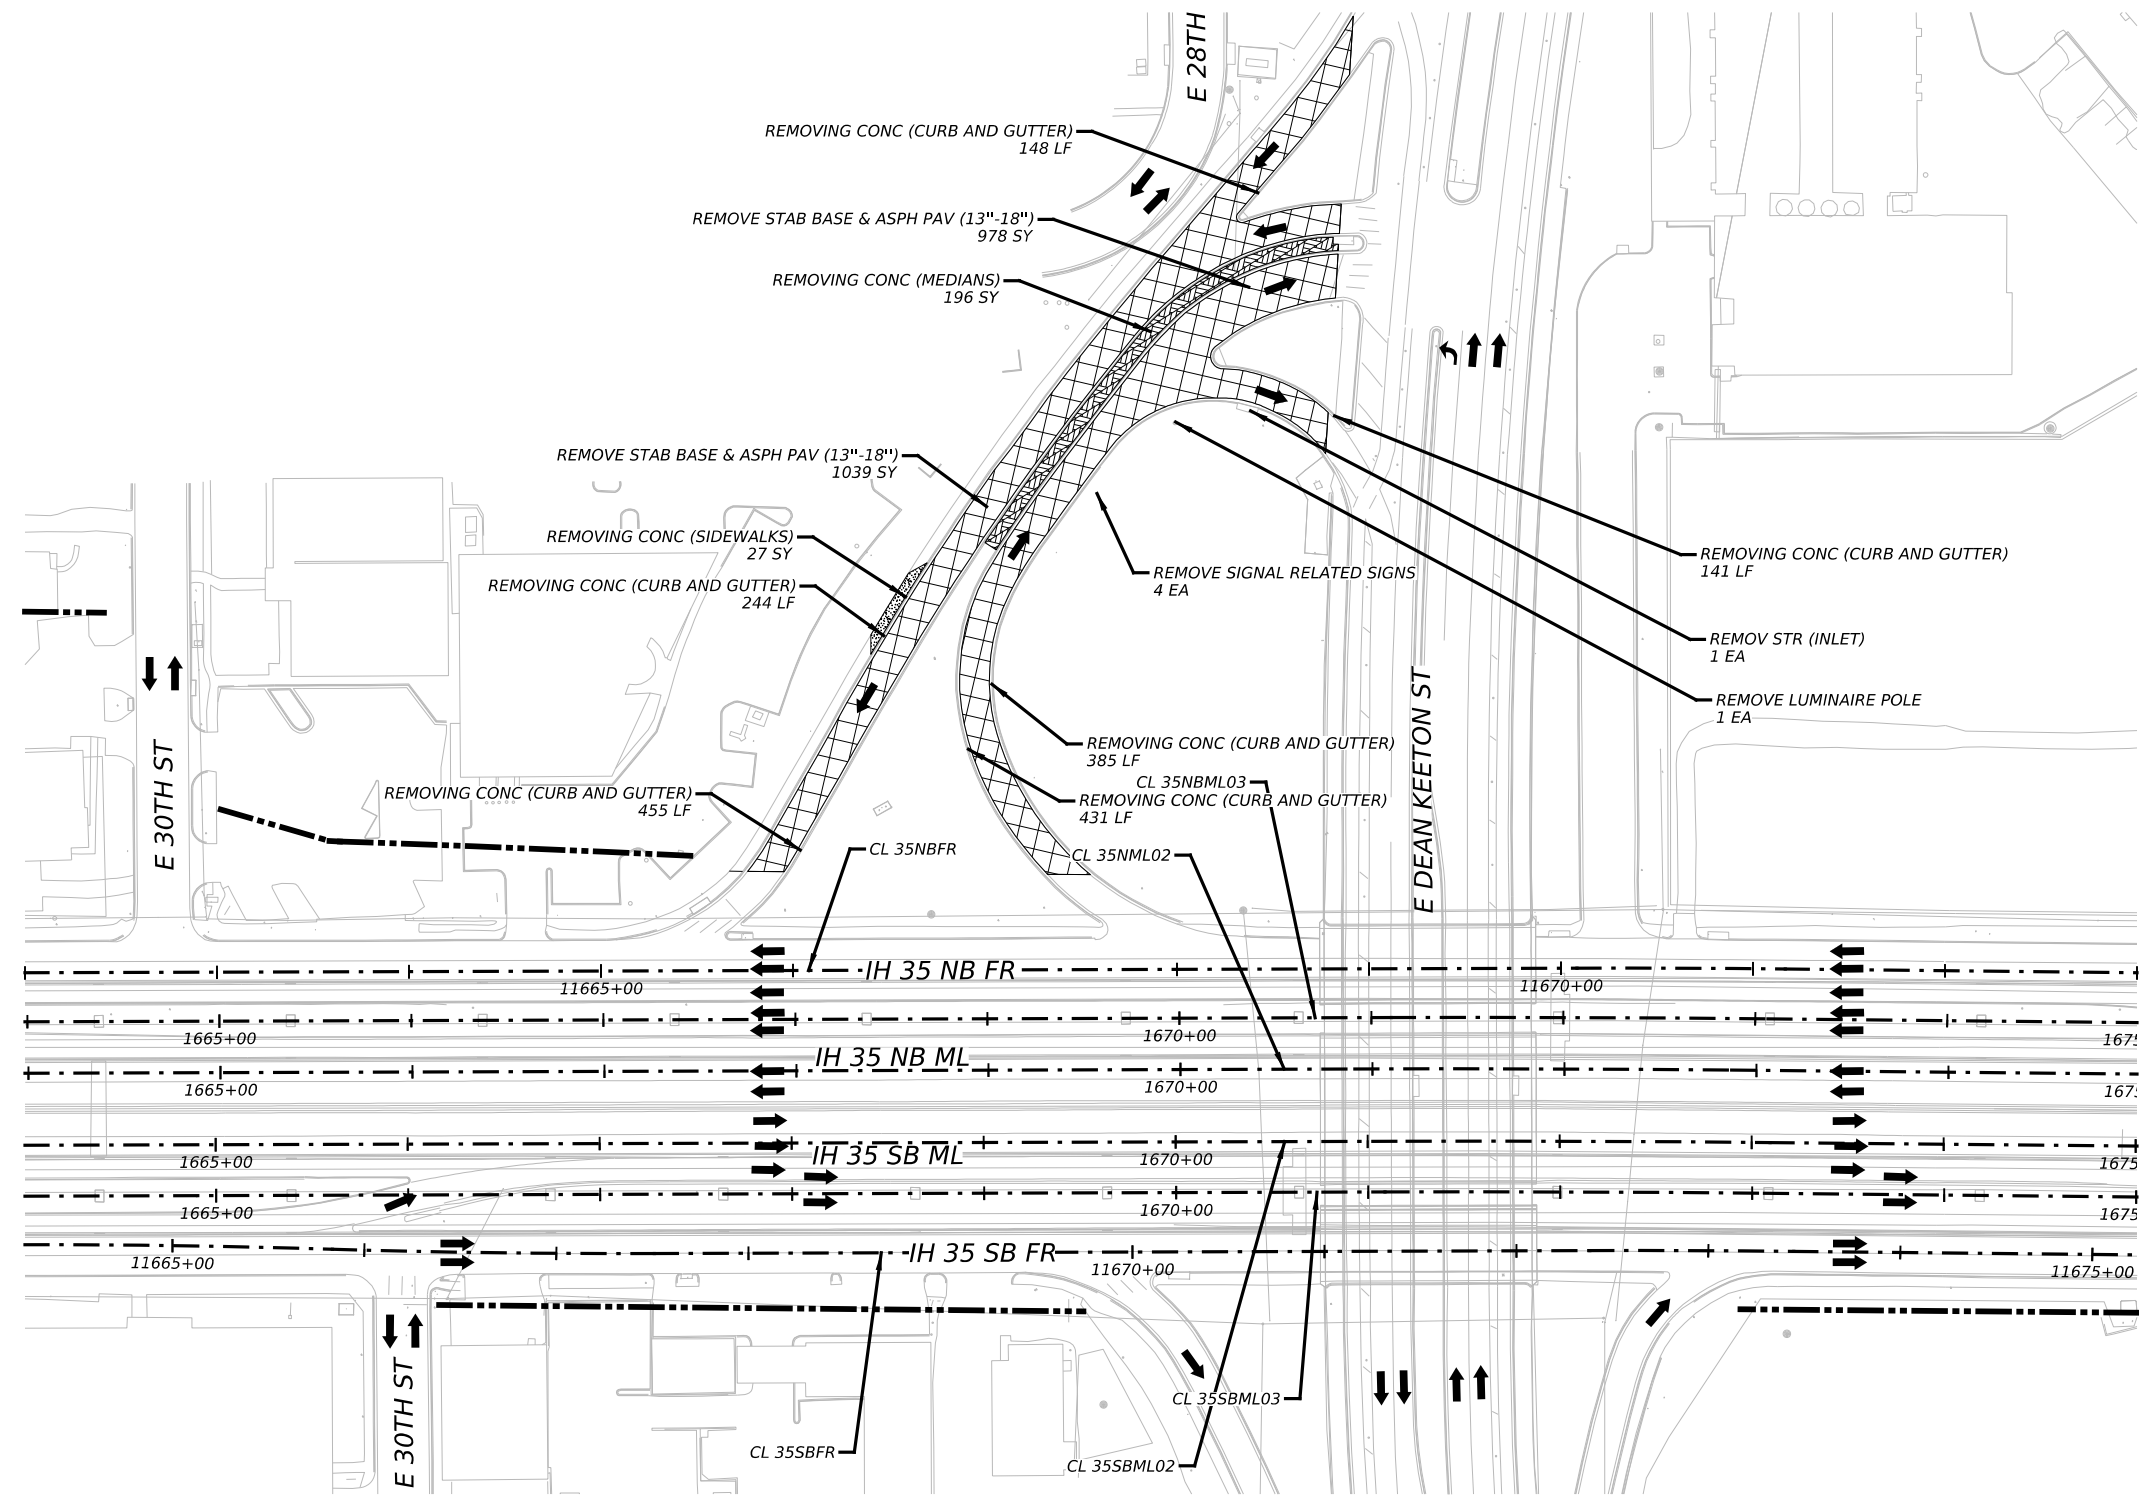 E 28TH
REMOVING CONC (CURB AND GUTTER)
148 LF
REMOVE STAB BASE & ASPH PAV (13"-18")
978 SY
REMOVING CONC (MEDIANS)
196 SY
REMOVE STAB BASE & ASPH PAV (13"-18")
1039 SY
REMOVING CONC (SIDEWALKS)
27 SY
REMOVING CONC (CURB AND GUTTER)
244 LF
REMOVING CONC (CURB AND GUTTER)
141 LF
REMOVE SIGNAL RELATED SIGNS
4 EA
REMOV STR (INLET)
1 EA
REMOVE LUMINAIRE POLE
1 EA
REMOVING CONC (CURB AND GUTTER)
385 LF
CL 35NBML03
REMOVING CONC (CURB AND GUTTER)
431 LF
REMOVING CONC (CURB AND GUTTER)
455 LF
E 30TH ST
E DEAN KEETON ST
CL 35NBFR
CL 35NML02
IH 35 NB FR
11665+00
11670+00
1665+00
1670+00
1675
IH 35 NB ML
1665+00
1670+00
1675
IH 35 SB ML
1665+00
1670+00
1675
1665+00
1670+00
1675
IH 35 SB FR
11665+00
11670+00
11675+00
E 30TH ST
CL 35SBML03
CL 35SBFR
CL 35SBML02